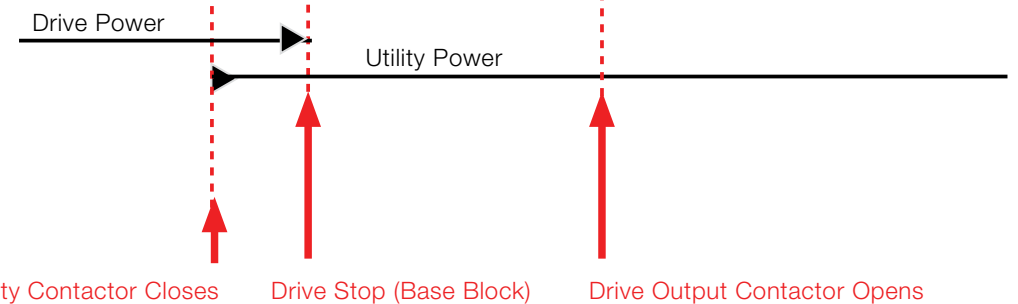 Drive Power
Utility Power
ty Contactor Closes
Drive Stop (Base Block)
Drive Output Contactor Opens